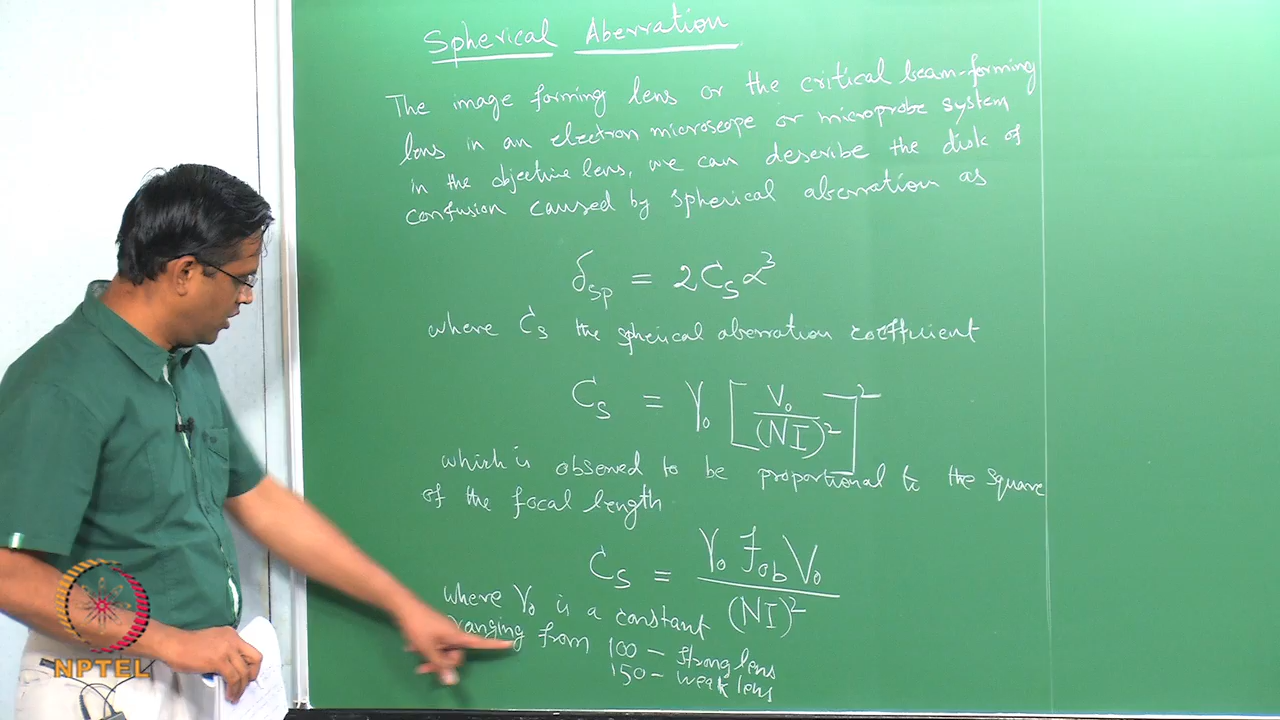 Spherical Aberration
The image forming lens or the critical beam-forming
lens in an electron microscope or microprobe system
in the objective lens, we can describe the disk of
confusion caused by spherical aberration as
δsp = 2 Cs α³
where Cs the spherical aberration coefficient
Cs = γ₀ [V₀/(NI)²]²
which is observed to be proportional to the square
of the focal length
Cs = γ₀ f_ob V₀/(NI)²
where γ₀ is a constant
ranging from 100 – strong lens
150 – weak lens
NPTEL